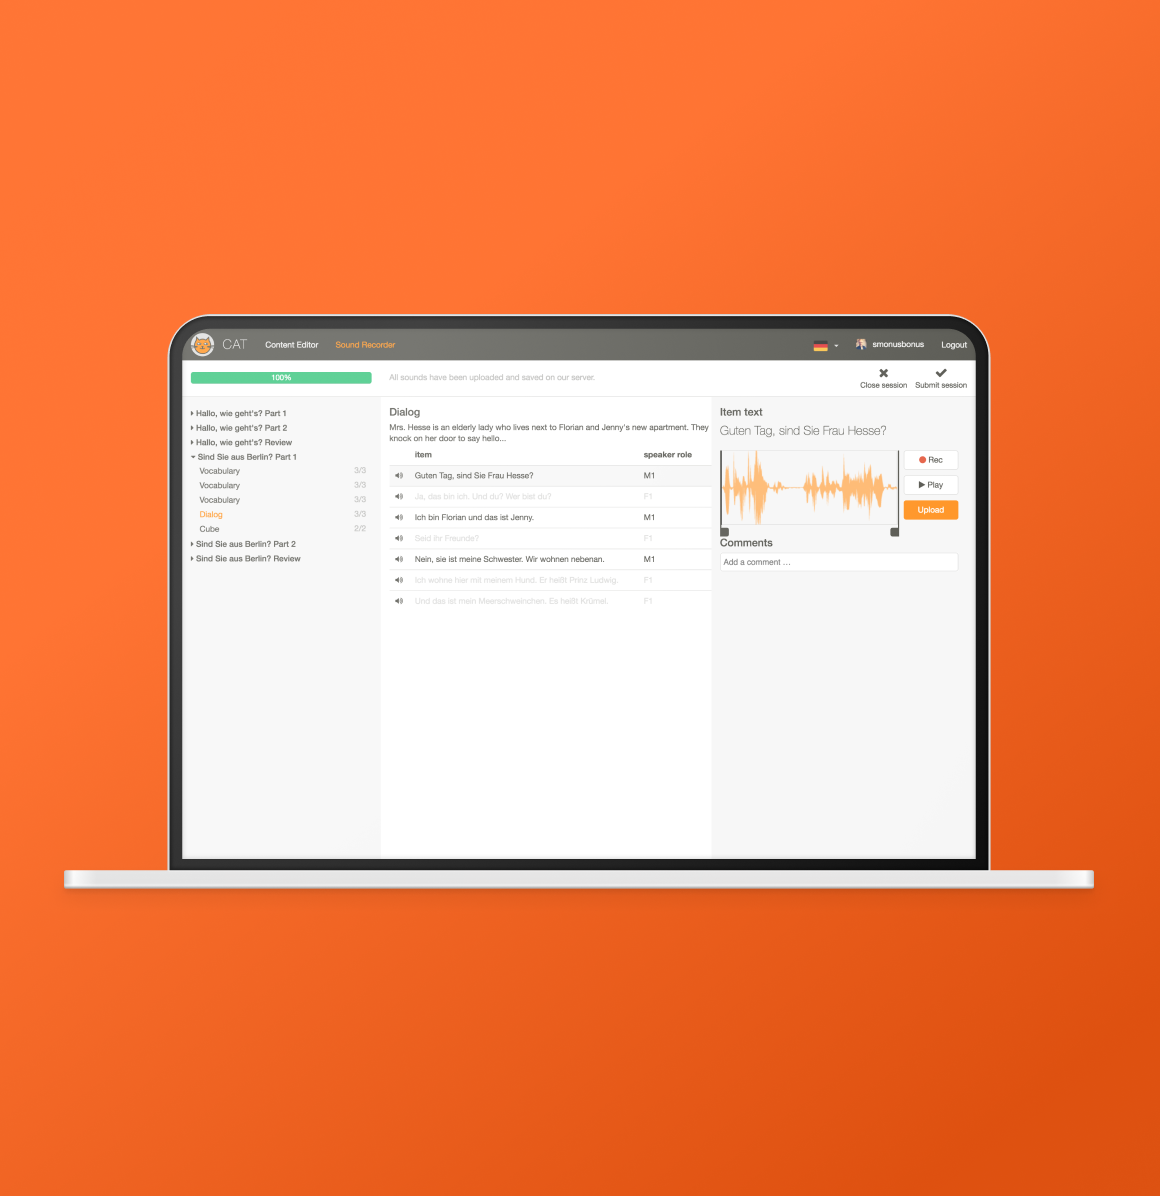 CAT Content Editor Sound Recorder smonusbonus Logout
100% All sounds have been uploaded and saved on our server. Close session Submit session
Hallo, wie geht's? Part 1
Hallo, wie geht's? Part 2
Hallo, wie geht's? Review
Sind Sie aus Berlin? Part 1
Vocabulary 3/3
Vocabulary 3/3
Vocabulary 3/3
Dialog 3/3
Cube 2/2
Sind Sie aus Berlin? Part 2
Sind Sie aus Berlin? Review
Dialog
Mrs. Hesse is an elderly lady who lives next to Florian and Jenny's new apartment. They
knock on her door to say hello...
item speaker role
Guten Tag, sind Sie Frau Hesse? M1
Ja, das bin ich. Und du? Wer bist du? F1
Ich bin Florian und das ist Jenny. M1
Seid ihr Freunde? F1
Nein, sie ist meine Schwester. Wir wohnen nebenan. M1
Ich wohne hier mit meinem Hund. Er heißt Prinz Ludwig. F1
Und das ist mein Meerschweinchen. Es heißt Krümel. F1
Item text
Guten Tag, sind Sie Frau Hesse?
Rec
Play
Upload
Comments
Add a comment ...